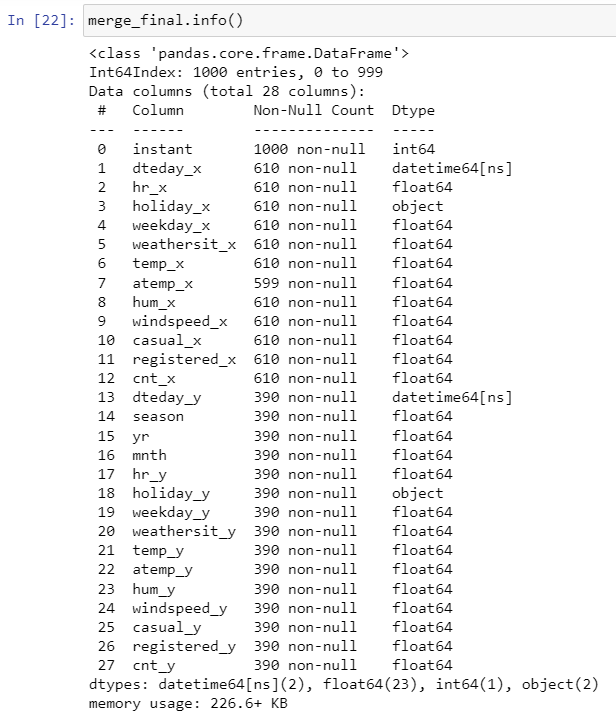 In [22]: merge_final.info()
<class 'pandas.core.frame.DataFrame'>
Int64Index: 1000 entries, 0 to 999
Data columns (total 28 columns):
 #   Column        Non-Null Count  Dtype
---  ------        --------------  -----
 0   instant       1000 non-null   int64
 1   dteday_x      610 non-null    datetime64[ns]
 2   hr_x          610 non-null    float64
 3   holiday_x     610 non-null    object
 4   weekday_x     610 non-null    float64
 5   weathersit_x  610 non-null    float64
 6   temp_x        610 non-null    float64
 7   atemp_x       599 non-null    float64
 8   hum_x         610 non-null    float64
 9   windspeed_x   610 non-null    float64
 10  casual_x      610 non-null    float64
 11  registered_x  610 non-null    float64
 12  cnt_x         610 non-null    float64
 13  dteday_y      390 non-null    datetime64[ns]
 14  season        390 non-null    float64
 15  yr            390 non-null    float64
 16  mnth          390 non-null    float64
 17  hr_y          390 non-null    float64
 18  holiday_y     390 non-null    object
 19  weekday_y     390 non-null    float64
 20  weathersit_y  390 non-null    float64
 21  temp_y        390 non-null    float64
 22  atemp_y       390 non-null    float64
 23  hum_y         390 non-null    float64
 24  windspeed_y   390 non-null    float64
 25  casual_y      390 non-null    float64
 26  registered_y  390 non-null    float64
 27  cnt_y         390 non-null    float64
dtypes: datetime64[ns](2), float64(23), int64(1), object(2)
memory usage: 226.6+ KB